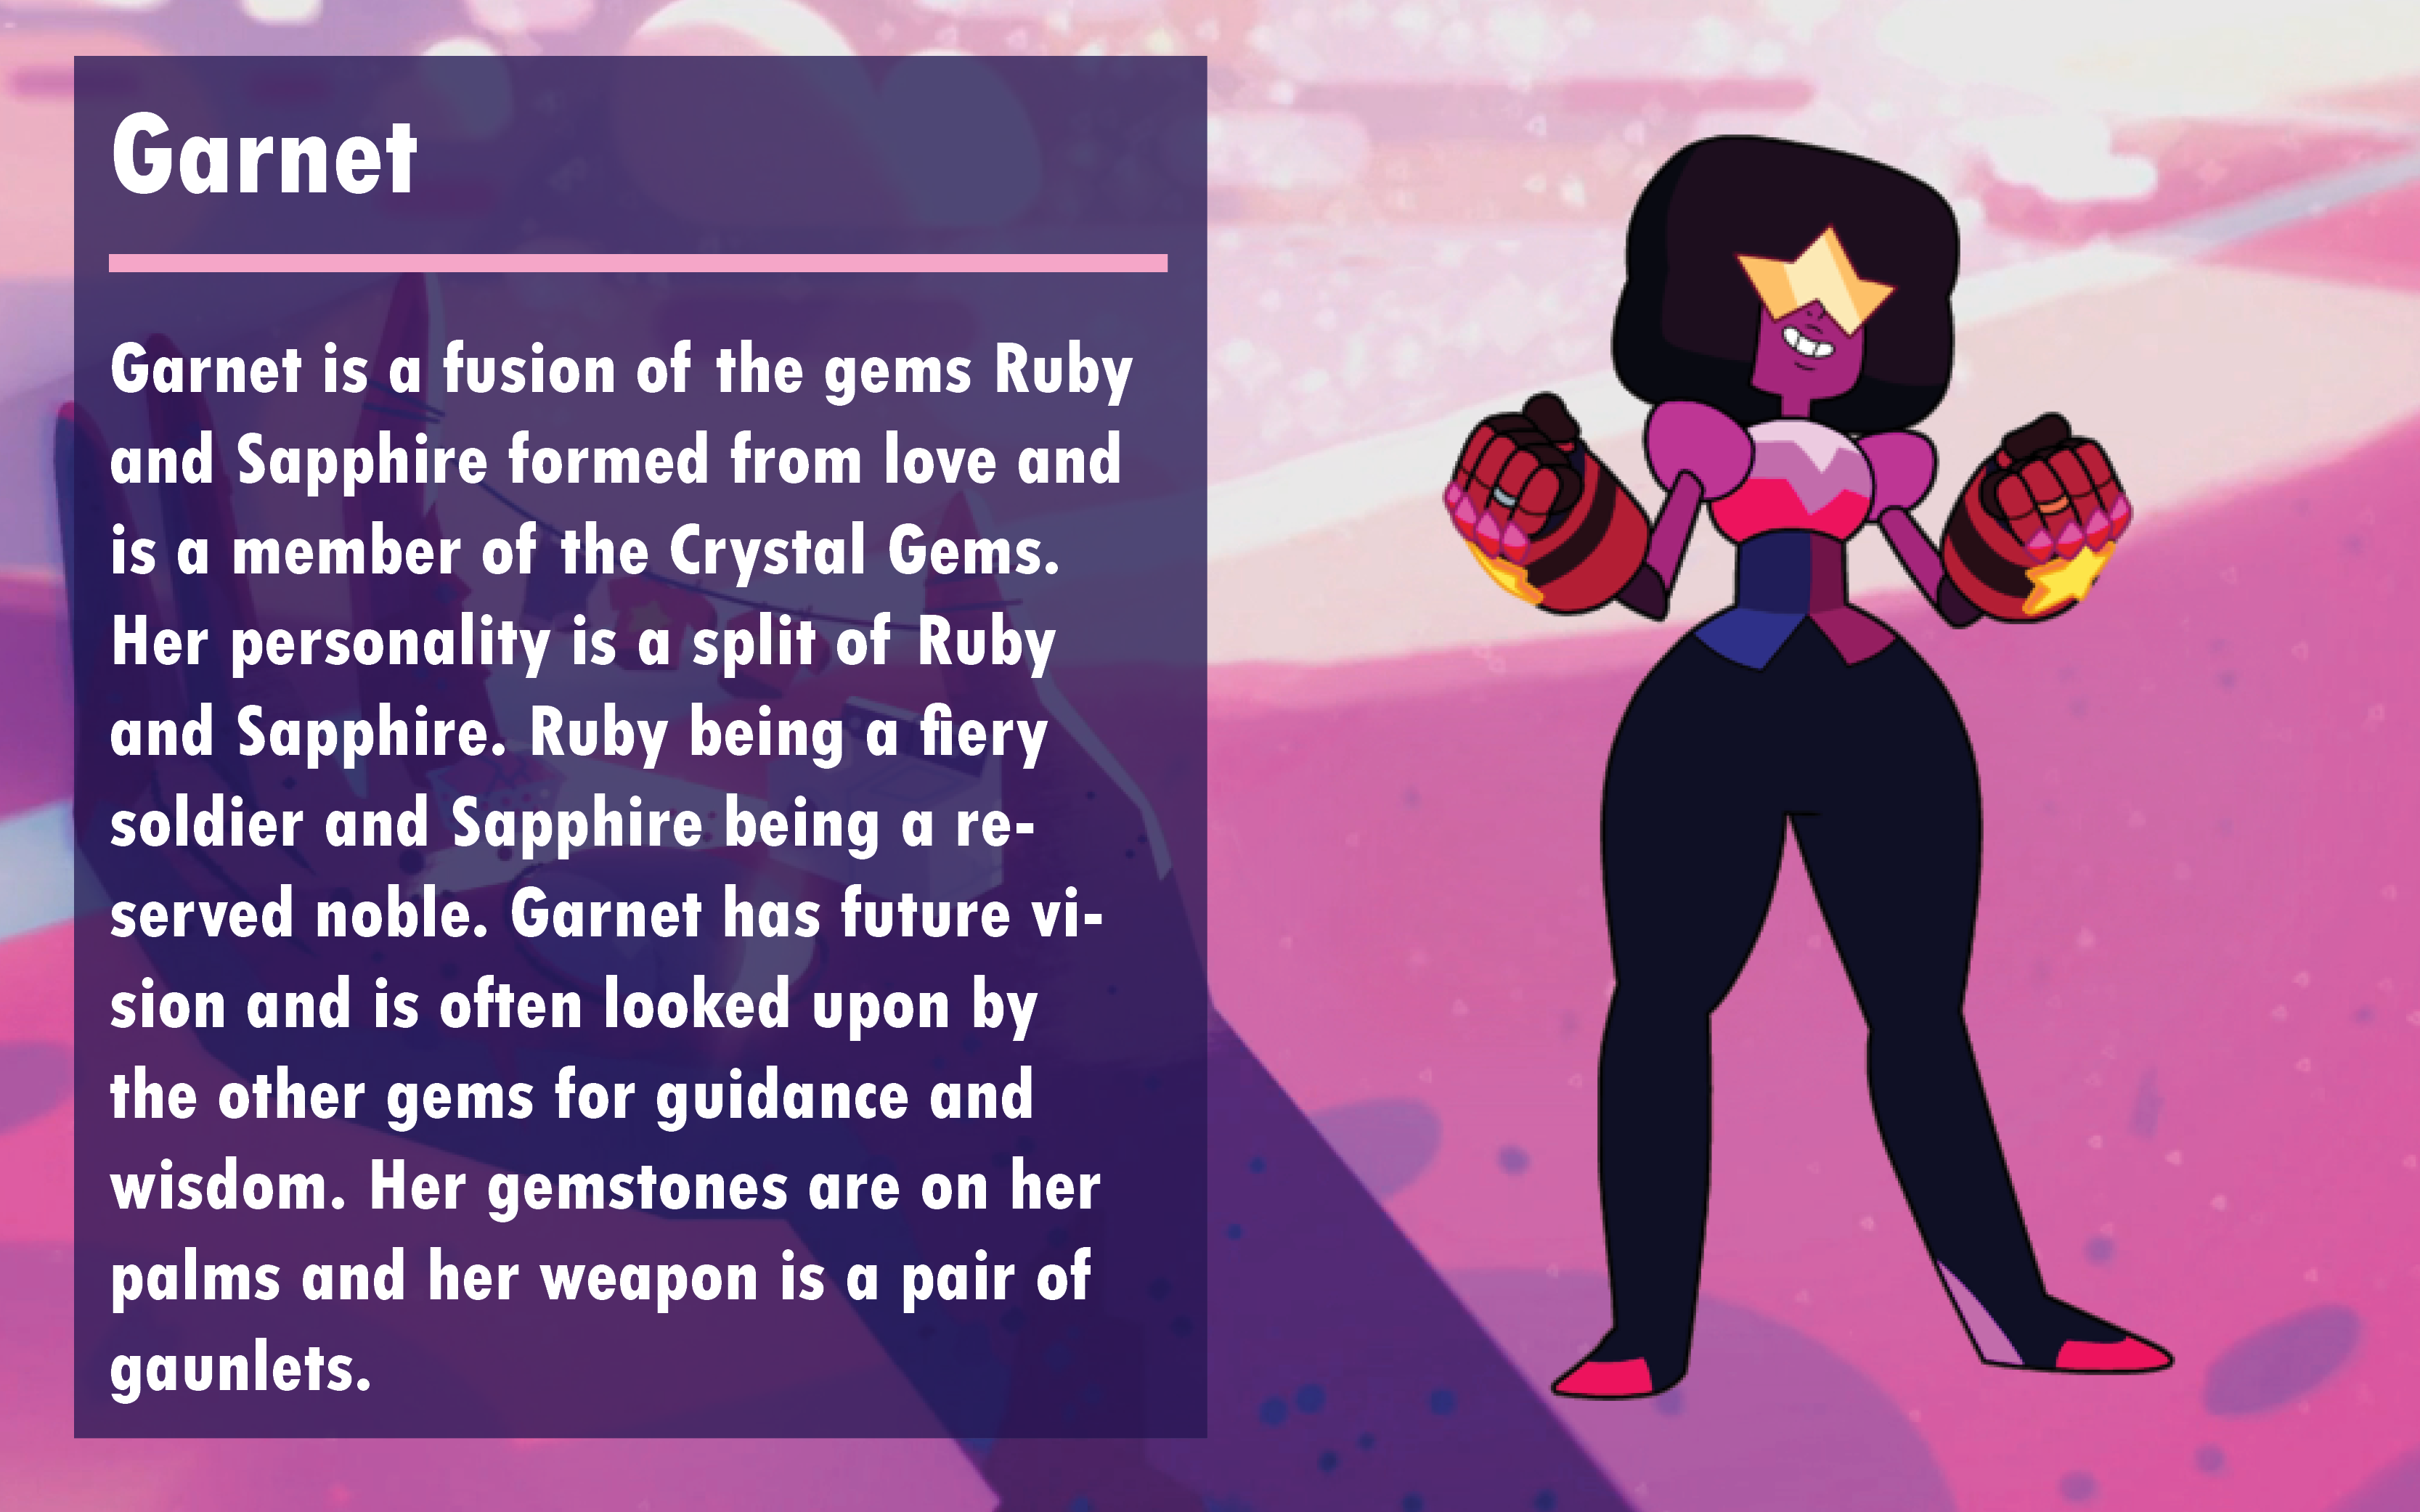 Garnet
Garnet is a fusion of the gems Ruby
and Sapphire formed from love and
is a member of the Crystal Gems.
Her personality is a split of Ruby
and Sapphire. Ruby being a fiery
soldier and Sapphire being a re-
served noble. Garnet has future vi-
sion and is often looked upon by
the other gems for guidance and
wisdom. Her gemstones are on her
palms and her weapon is a pair of
gaunlets.